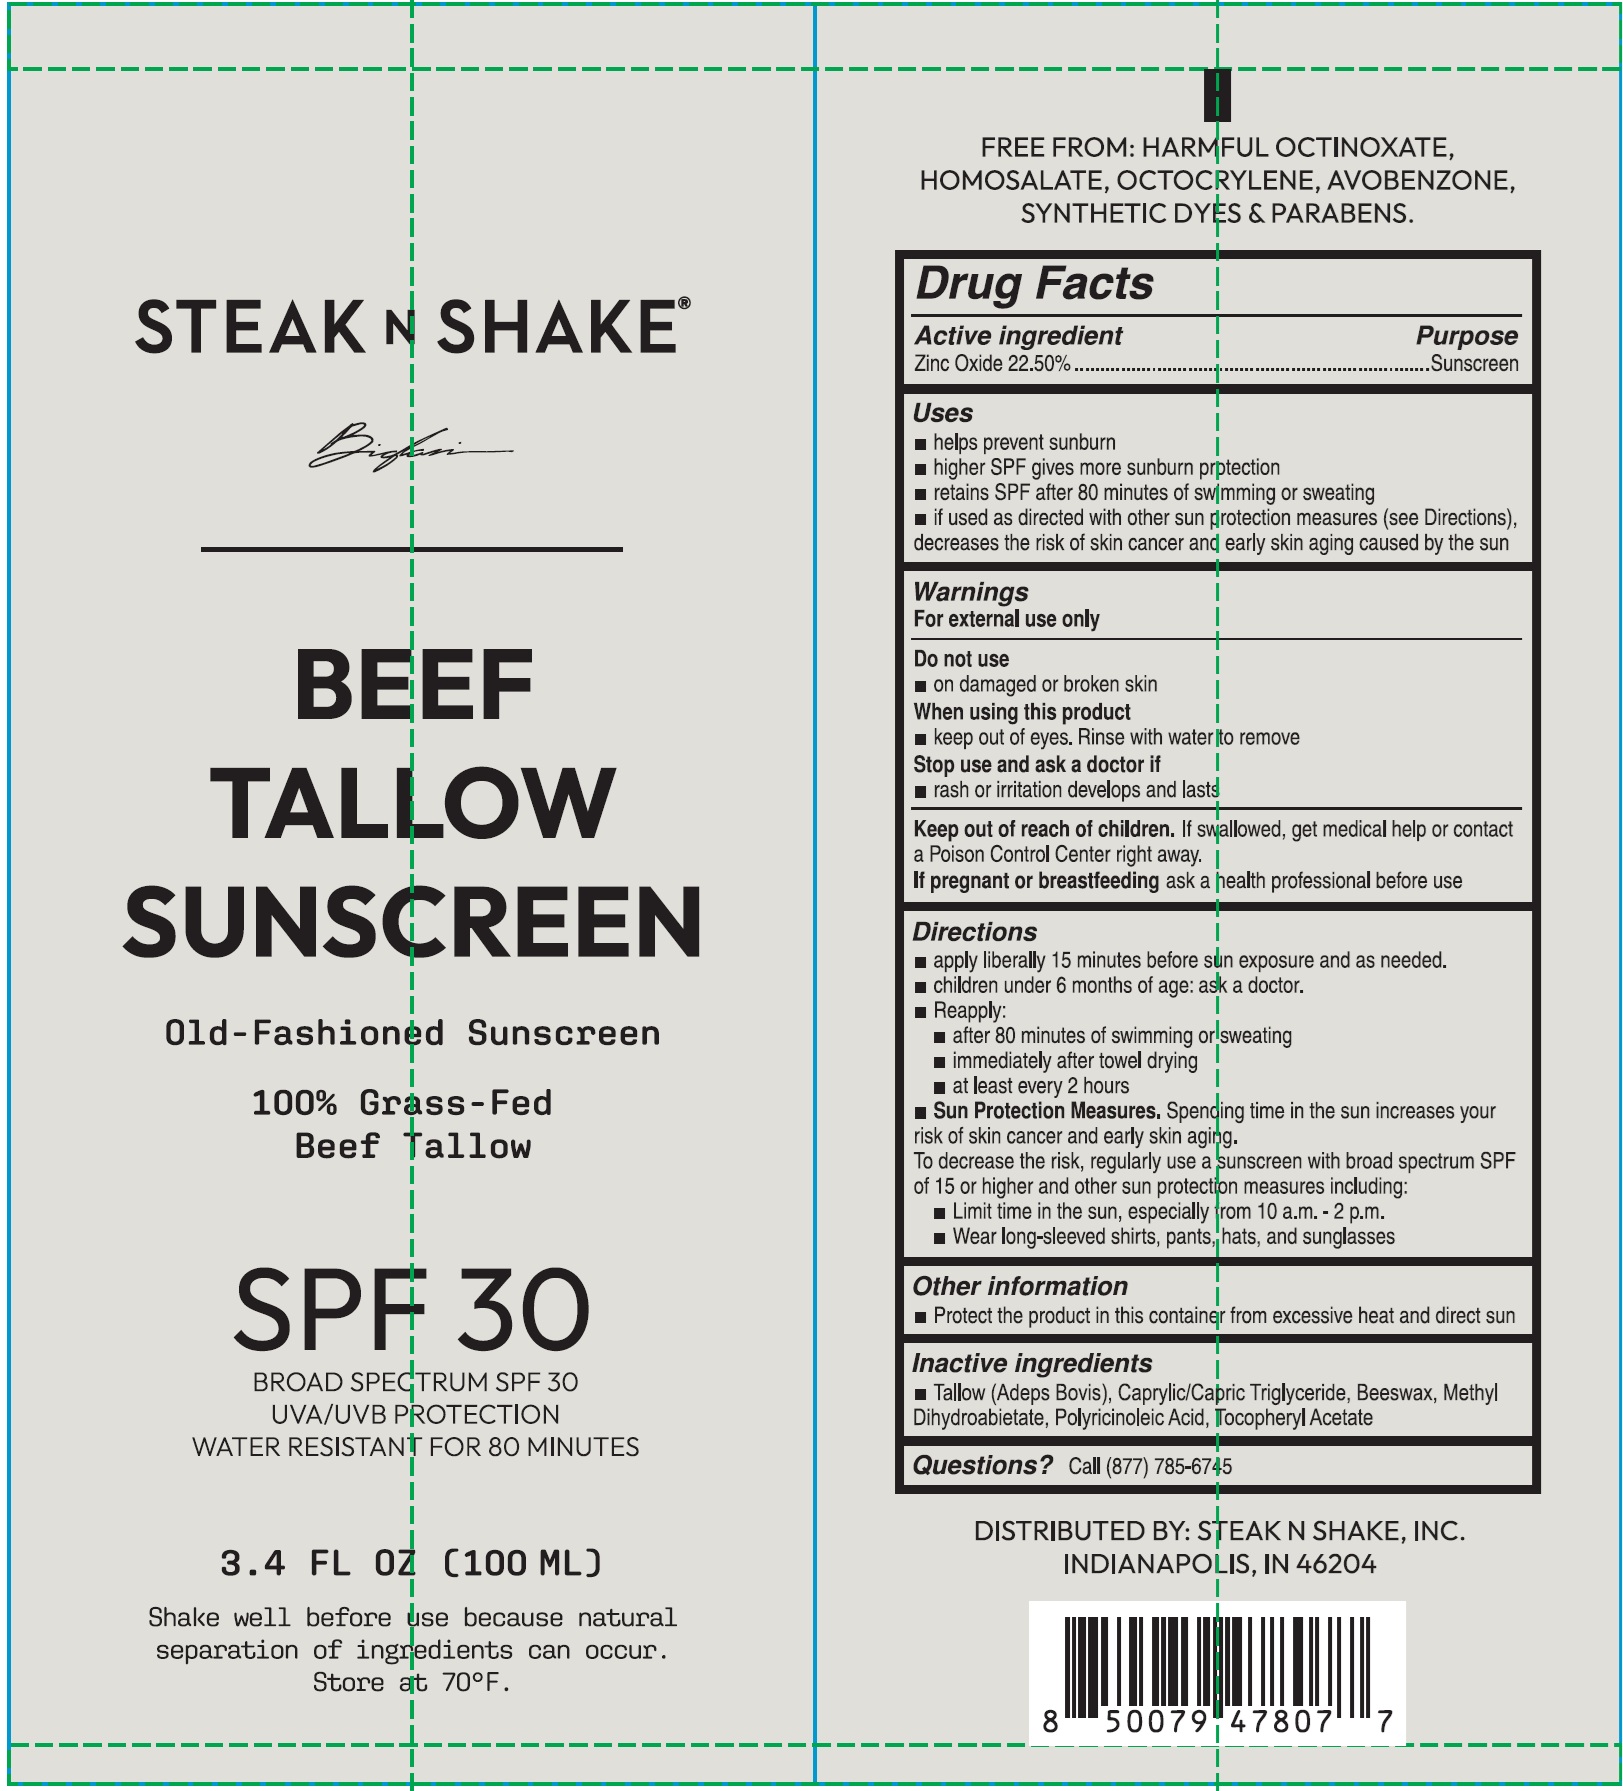 STEAK N SHAKE®
Biglari
BEEF
TALLOW
SUNSCREEN
Old-Fashioned Sunscreen
100% Grass-Fed
Beef Tallow
SPF 30
BROAD SPECTRUM SPF 30
UVA/UVB PROTECTION
WATER RESISTANT FOR 80 MINUTES
3.4 FL OZ (100 ML)
Shake well before use because natural
separation of ingredients can occur.
Store at 70°F.
FREE FROM: HARMFUL OCTINOXATE,
HOMOSALATE, OCTOCRYLENE, AVOBENZONE,
SYNTHETIC DYES & PARABENS.
Drug Facts
Active ingredient Purpose
Zinc Oxide 22.50%.......................................................Sunscreen
Uses
■ helps prevent sunburn
■ higher SPF gives more sunburn protection
■ retains SPF after 80 minutes of swimming or sweating
■ if used as directed with other sun protection measures (see Directions),
decreases the risk of skin cancer and early skin aging caused by the sun
Warnings
For external use only
Do not use
■ on damaged or broken skin
When using this product
■ keep out of eyes. Rinse with water to remove
Stop use and ask a doctor if
■ rash or irritation develops and lasts
Keep out of reach of children. If swallowed, get medical help or contact
a Poison Control Center right away.
If pregnant or breastfeeding ask a health professional before use
Directions
■ apply liberally 15 minutes before sun exposure and as needed.
■ children under 6 months of age: ask a doctor.
■ Reapply:
■ after 80 minutes of swimming or sweating
■ immediately after towel drying
■ at least every 2 hours
■ Sun Protection Measures. Spending time in the sun increases your
risk of skin cancer and early skin aging.
To decrease the risk, regularly use a sunscreen with broad spectrum SPF
of 15 or higher and other sun protection measures including:
■ Limit time in the sun, especially from 10 a.m. - 2 p.m.
■ Wear long-sleeved shirts, pants, hats, and sunglasses
Other information
■ Protect the product in this container from excessive heat and direct sun
Inactive ingredients
■ Tallow (Adeps Bovis), Caprylic/Capric Triglyceride, Beeswax, Methyl
Dihydroabietate, Polyricinoleic Acid, Tocopheryl Acetate
Questions? Call (877) 785-6745
DISTRIBUTED BY: STEAK N SHAKE, INC.
INDIANAPOLIS, IN 46204
8 50079 47807 7